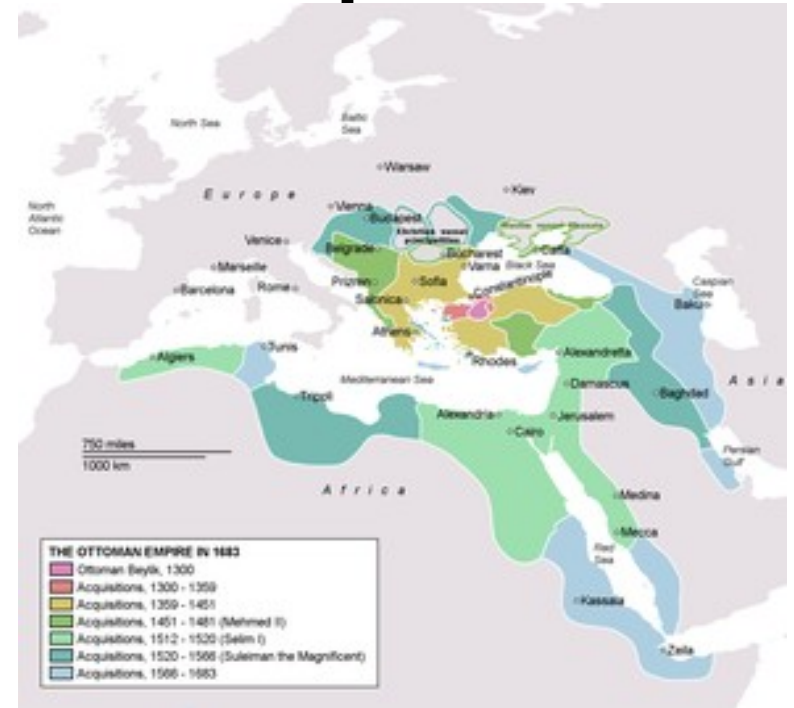 North Sea
Baltic
Sea
Warsaw
Europe
Kiev
North
Atlantic
Ocean
Vienna
Budapest
Christian vassal
principalities
Venice
Belgrade
Bucharest
Caffa
Marseille
Varna
Black Sea
Caspian
Sea
Barcelona
Rome
Prizren
Sofia
Constantinople
Salonica
Baku
Athens
Algiers
Tunis
Rhodes
Alexandretta
Mediterranean Sea
Asia
Tripoli
Damascus
Baghdad
Alexandria
Jerusalem
Cairo
750 miles
1000 km
Persian
Gulf
Africa
Medina
Mecca
Red
Sea
Kassala
Zeila
THE OTTOMAN EMPIRE IN 1683
Ottoman Beylik, 1300
Acquisitions, 1300 - 1359
Acquisitions, 1359 - 1451
Acquisitions, 1451 - 1481 (Mehmed II)
Acquisitions, 1512 - 1520 (Selim I)
Acquisitions, 1520 - 1566 (Suleiman the Magnificent)
Acquisitions, 1566 - 1683